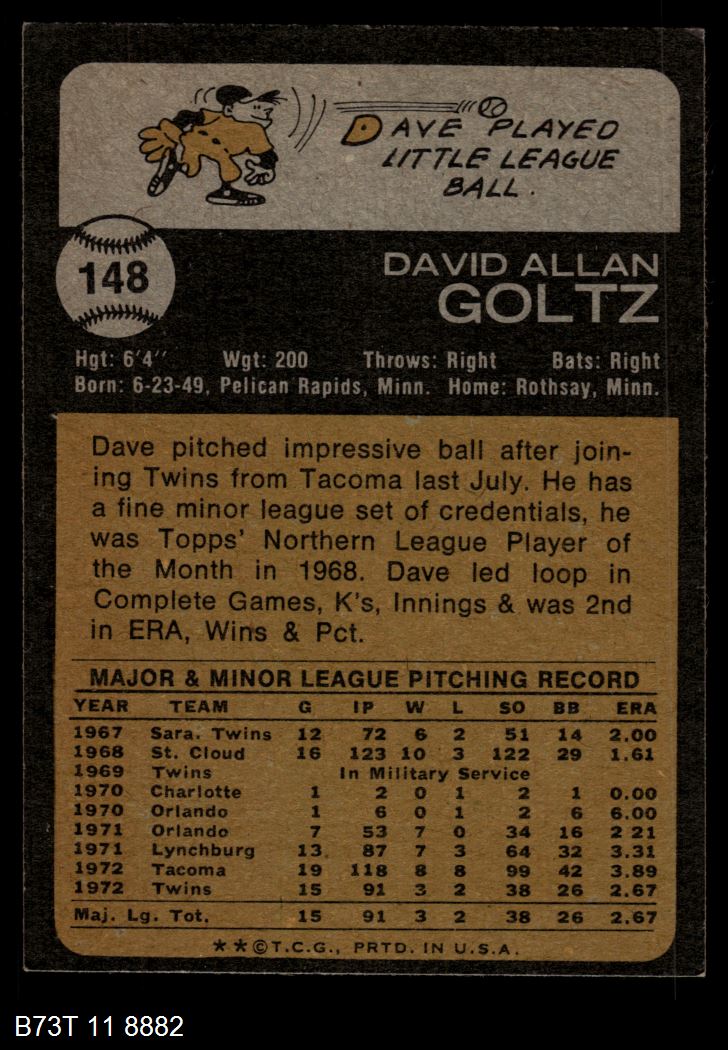 DAVE PLAYED
LITTLE LEAGUE
BALL.
148
DAVID ALLAN
GOLTZ
Hgt: 6'4" Wgt: 200 Throws: Right Bats: Right
Born: 6-23-49, Pelican Rapids, Minn. Home: Rothsay, Minn.
Dave pitched impressive ball after join-
ing Twins from Tacoma last July. He has
a fine minor league set of credentials, he
was Topps' Northern League Player of
the Month in 1968. Dave led loop in
Complete Games, K's, Innings & was 2nd
in ERA, Wins & Pct.
MAJOR & MINOR LEAGUE PITCHING RECORD
YEAR TEAM G IP W L SO BB ERA
1967 Sara. Twins 12 72 6 2 51 14 2.00
1968 St. Cloud 16 123 10 3 122 29 1.61
1969 Twins In Military Service
1970 Charlotte 1 2 0 1 2 1 0.00
1970 Orlando 1 6 0 1 2 6 6.00
1971 Orlando 7 53 7 0 34 16 2 21
1971 Lynchburg 13 87 7 3 64 32 3.31
1972 Tacoma 19 118 8 8 99 42 3.89
1972 Twins 15 91 3 2 38 26 2.67
Maj. Lg. Tot. 15 91 3 2 38 26 2.67
**©T.C.G., PRTD. IN U.S.A.
B73T 11 8882